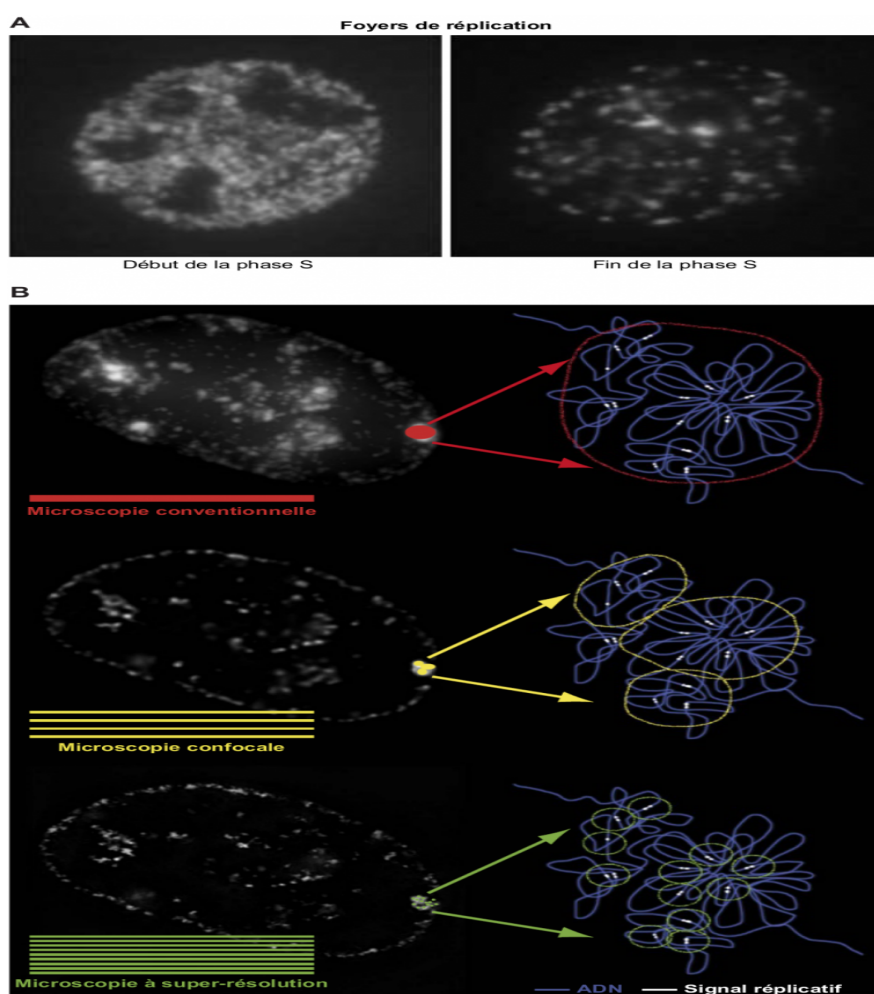 A
Foyers de réplication
Début de la phase S
Fin de la phase S
B
Microscopie conventionnelle
Microscopie confocale
Microscopie à super-résolution
ADN
Signal réplicatif